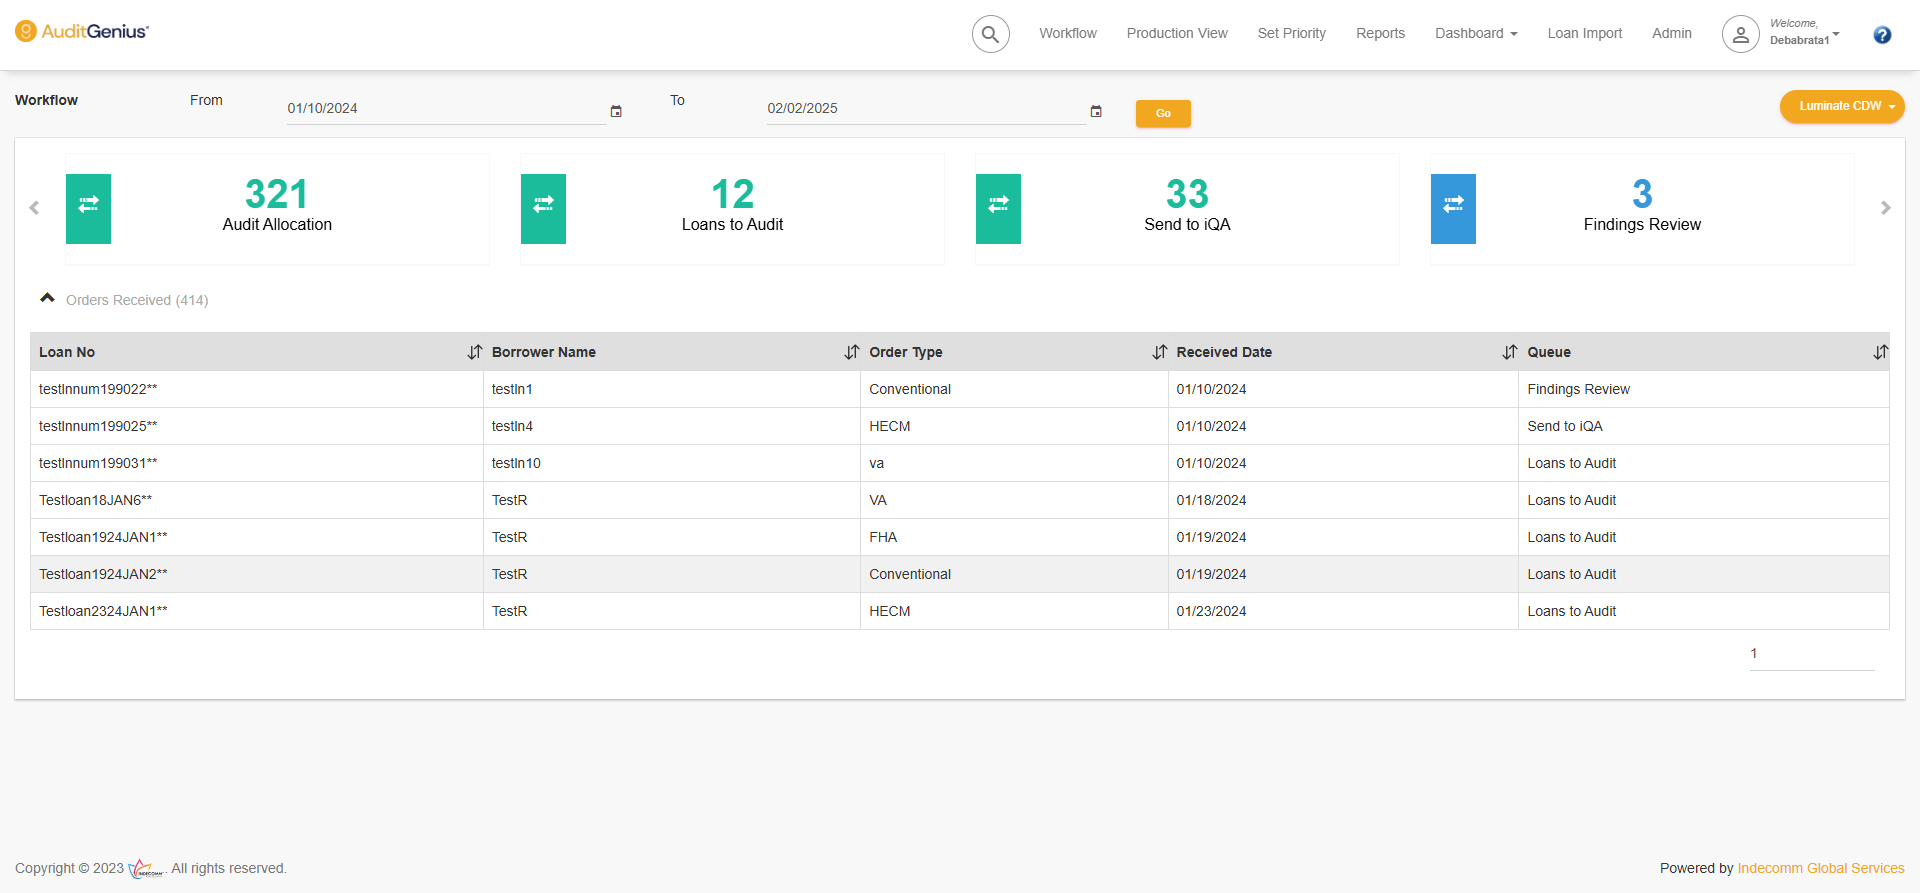 AuditGenius
Workflow Production View Set Priority Reports Dashboard Loan Import Admin
Welcome,
Debabrata1
?
Workflow From 01/10/2024 To 02/02/2025 Go Luminate CDW
321 12 33 3
Audit Allocation Loans to Audit Send to iQA Findings Review
Orders Received (414)
Loan No Borrower Name Order Type Received Date Queue
testlnnum199022** testln1 Conventional 01/10/2024 Findings Review
testlnnum199025** testln4 HECM 01/10/2024 Send to iQA
testlnnum199031** testln10 va 01/10/2024 Loans to Audit
Testloan18JAN6** TestR VA 01/18/2024 Loans to Audit
Testloan1924JAN1** TestR FHA 01/19/2024 Loans to Audit
Testloan1924JAN2** TestR Conventional 01/19/2024 Loans to Audit
Testloan2324JAN1** TestR HECM 01/23/2024 Loans to Audit
1
Copyright © 2023 INDECOMM . All rights reserved. Powered by Indecomm Global Services